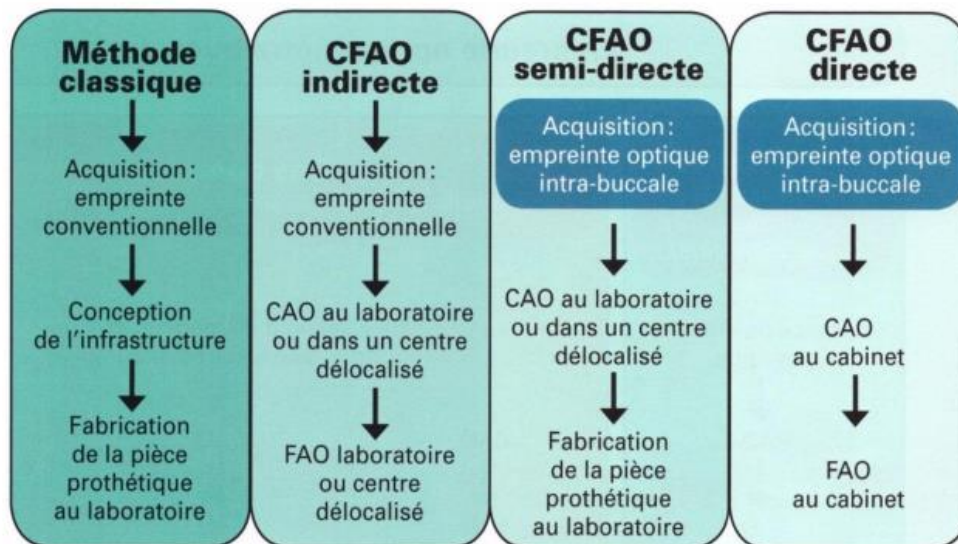 Méthode
classique
Acquisition :
empreinte
conventionnelle
Conception
de l'infrastructure
Fabrication
de la pièce
prothétique
au laboratoire
CFAO
indirecte
Acquisition :
empreinte
conventionnelle
CAO au laboratoire
ou dans un centre
délocalisé
FAO laboratoire
ou centre
délocalisé
CFAO
semi-directe
Acquisition :
empreinte optique
intra-buccale
CAO au laboratoire
ou dans un centre
délocalisé
Fabrication
de la pièce
prothétique
au laboratoire
CFAO
directe
Acquisition :
empreinte optique
intra-buccale
CAO
au cabinet
FAO
au cabinet